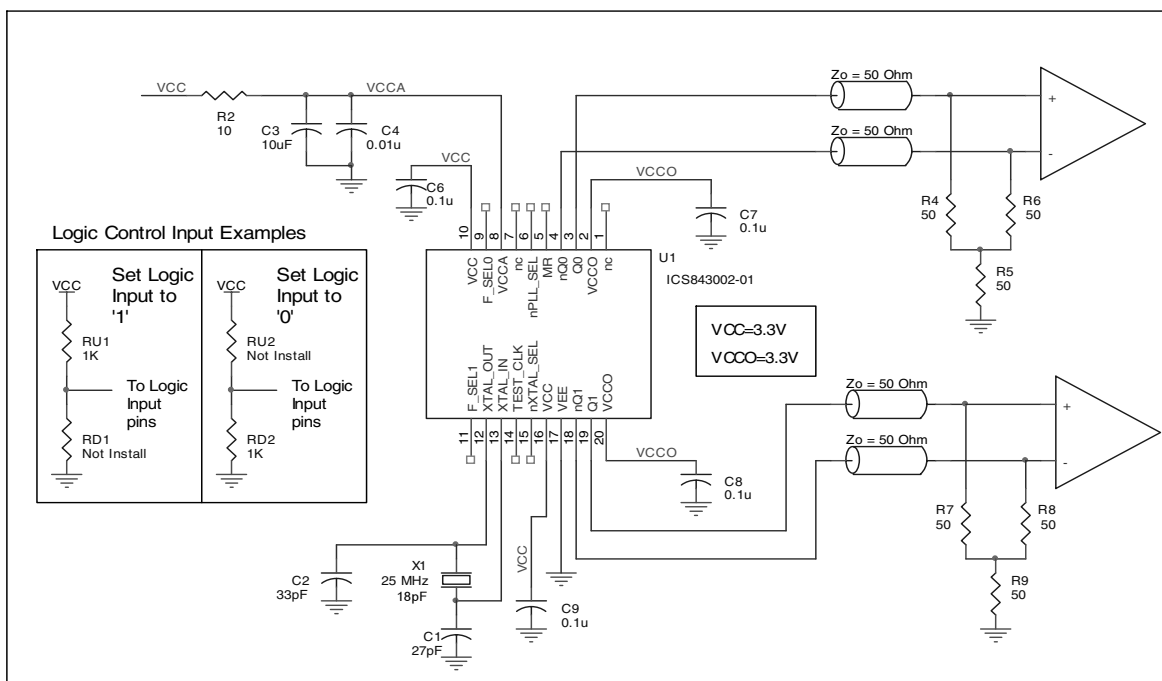 VCC
R2
10
VCCA
C3
10uF
C4
0.01u
VCC
C6
0.1u
VCCO
C7
0.1u
Zo = 50 Ohm
Zo = 50 Ohm
+
-
R4
50
R6
50
R5
50
10
9
8
7
6
5
4
3
2
1
VCC
F_SEL0
VCCA
nc
nPLL_SEL
MR
nQ0
Q0
VCCO
nc
U1
ICS843002-01
F_SEL1
XTAL_OUT
XTAL_IN
TEST_CLK
nXTAL_SEL
VCC
VEE
nQ1
Q1
VCCO
11
12
13
14
15
16
17
18
19
20
VCC=3.3V
VCCO=3.3V
Logic Control Input Examples
VCC
Set Logic
Input to
'1'
RU1
1K
To Logic
Input
pins
RD1
Not Install
VCC
Set Logic
Input to
'0'
RU2
Not Install
To Logic
Input
pins
RD2
1K
VCCO
C8
0.1u
Zo = 50 Ohm
Zo = 50 Ohm
+
-
R7
50
R8
50
R9
50
C2
33pF
X1
25 MHz
18pF
C1
27pF
VCC
C9
0.1u